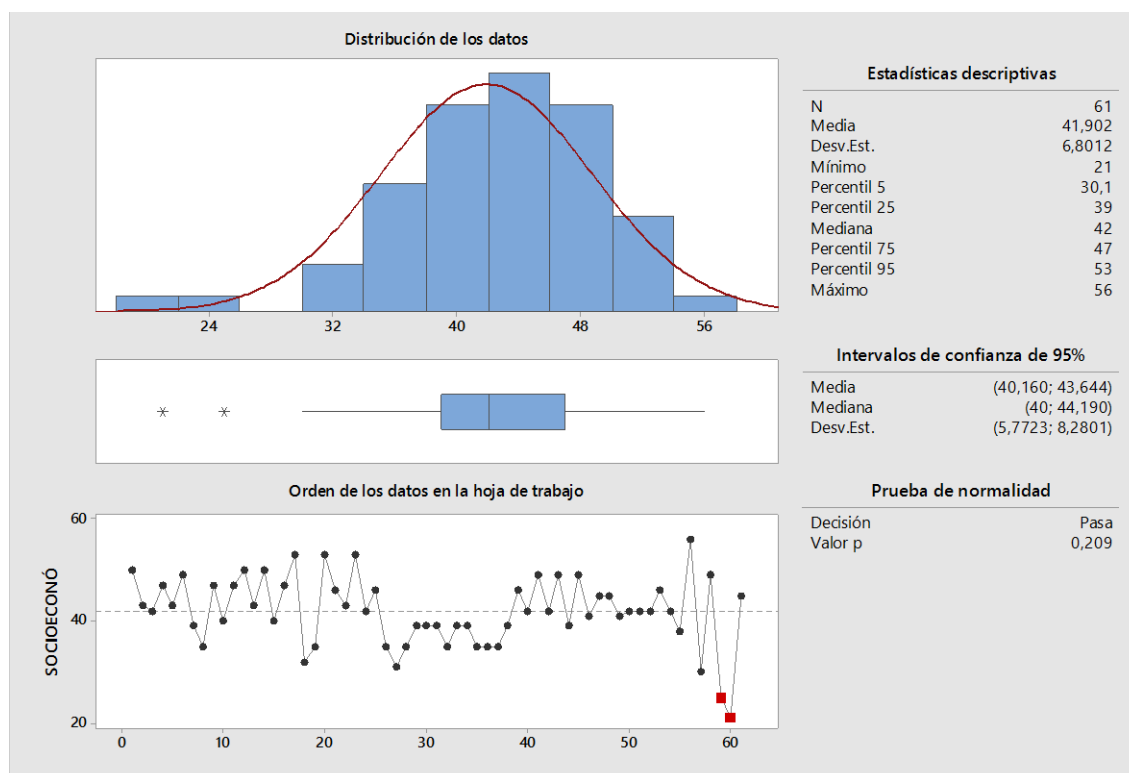 Distribución de los datos
24 32 40 48 56
Estadísticas descriptivas
N 61
Media 41,902
Desv.Est. 6,8012
Mínimo 21
Percentil 5 30,1
Percentil 25 39
Mediana 42
Percentil 75 47
Percentil 95 53
Máximo 56
Intervalos de confianza de 95%
Media (40,160; 43,644)
Mediana (40; 44,190)
Desv.Est. (5,7723; 8,2801)
Orden de los datos en la hoja de trabajo
60
40
20
SOCIOECONÓ
0 10 20 30 40 50 60
Prueba de normalidad
Decisión Pasa
Valor p 0,209